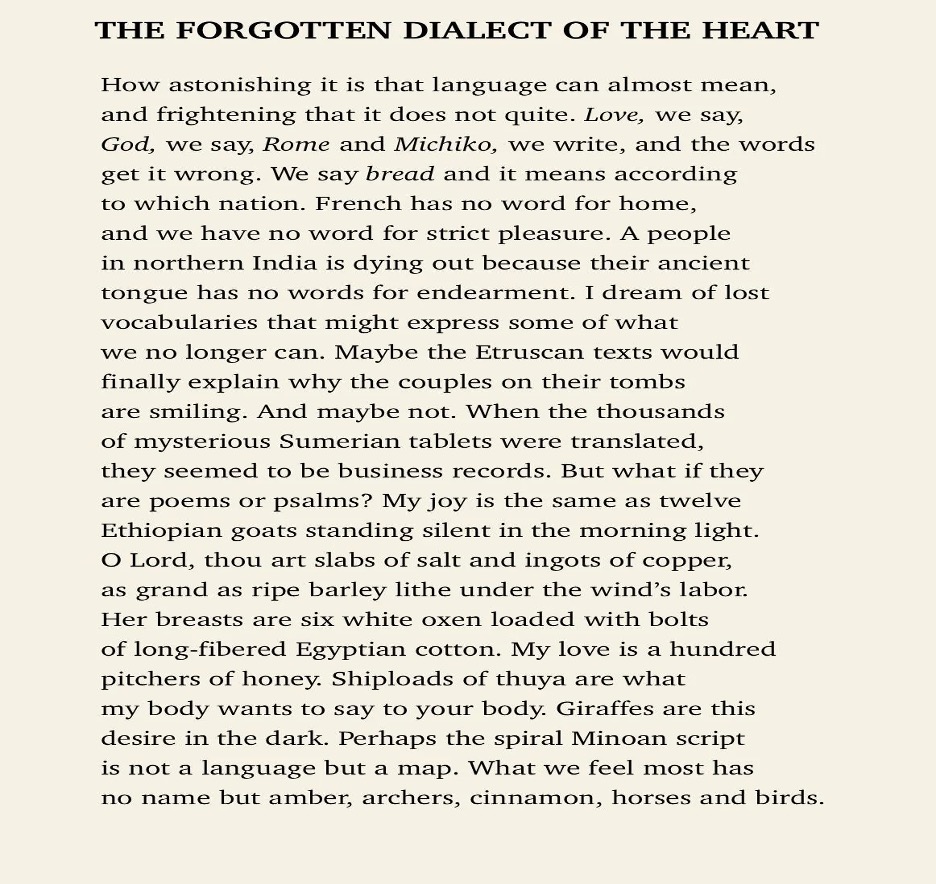 THE FORGOTTEN DIALECT OF THE HEART
How astonishing it is that language can almost mean,
and frightening that it does not quite. Love, we say,
God, we say, Rome and Michiko, we write, and the words
get it wrong. We say bread and it means according
to which nation. French has no word for home,
and we have no word for strict pleasure. A people
in northern India is dying out because their ancient
tongue has no words for endearment. I dream of lost
vocabularies that might express some of what
we no longer can. Maybe the Etruscan texts would
finally explain why the couples on their tombs
are smiling. And maybe not. When the thousands
of mysterious Sumerian tablets were translated,
they seemed to be business records. But what if they
are poems or psalms? My joy is the same as twelve
Ethiopian goats standing silent in the morning light.
O Lord, thou art slabs of salt and ingots of copper,
as grand as ripe barley lithe under the wind’s labor.
Her breasts are six white oxen loaded with bolts
of long-fibered Egyptian cotton. My love is a hundred
pitchers of honey. Shiploads of thuya are what
my body wants to say to your body. Giraffes are this
desire in the dark. Perhaps the spiral Minoan script
is not a language but a map. What we feel most has
no name but amber, archers, cinnamon, horses and birds.